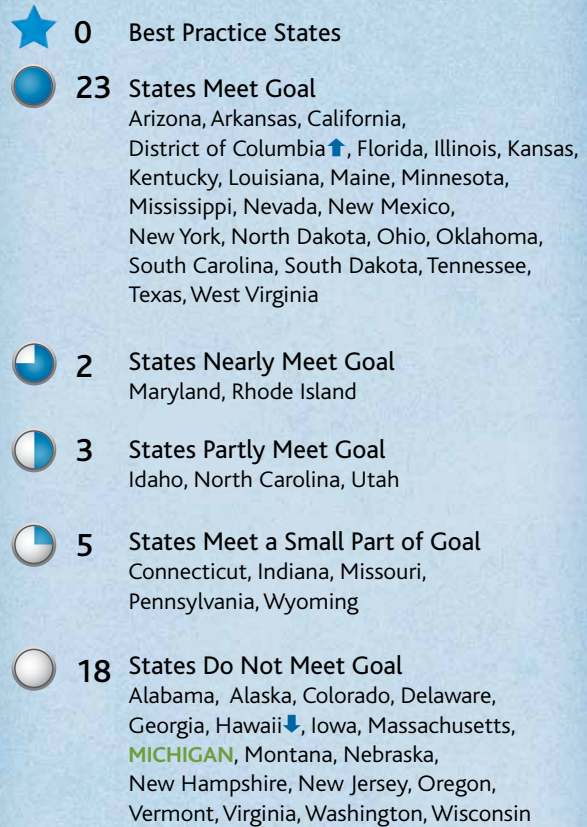 0 Best Practice States
23 States Meet Goal
Arizona, Arkansas, California,
District of Columbia⬆, Florida, Illinois, Kansas,
Kentucky, Louisiana, Maine, Minnesota,
Mississippi, Nevada, New Mexico,
New York, North Dakota, Ohio, Oklahoma,
South Carolina, South Dakota, Tennessee,
Texas, West Virginia
2 States Nearly Meet Goal
Maryland, Rhode Island
3 States Partly Meet Goal
Idaho, North Carolina, Utah
5 States Meet a Small Part of Goal
Connecticut, Indiana, Missouri,
Pennsylvania, Wyoming
18 States Do Not Meet Goal
Alabama, Alaska, Colorado, Delaware,
Georgia, Hawaii⬇, Iowa, Massachusetts,
MICHIGAN, Montana, Nebraska,
New Hampshire, New Jersey, Oregon,
Vermont, Virginia, Washington, Wisconsin